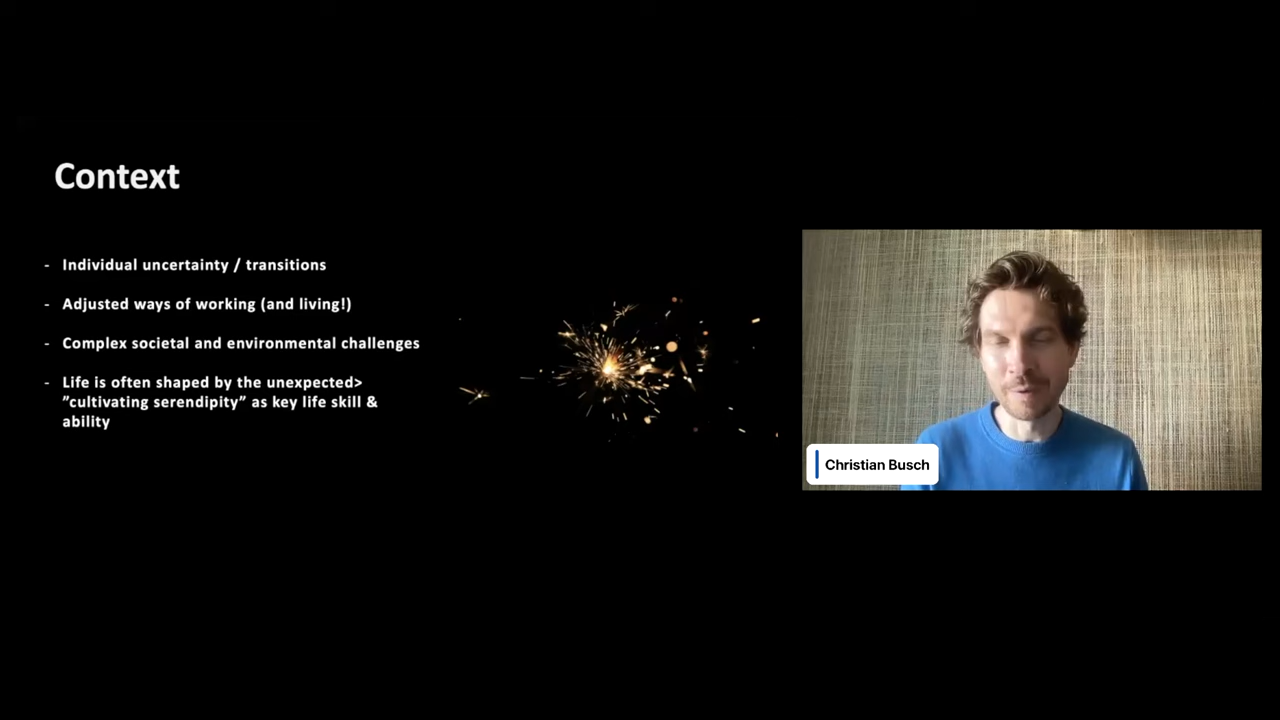 Context
- Individual uncertainty / transitions
- Adjusted ways of working (and living!)
- Complex societal and environmental challenges
- Life is often shaped by the unexpected>
”cultivating serendipity” as key life skill &
ability
Christian Busch